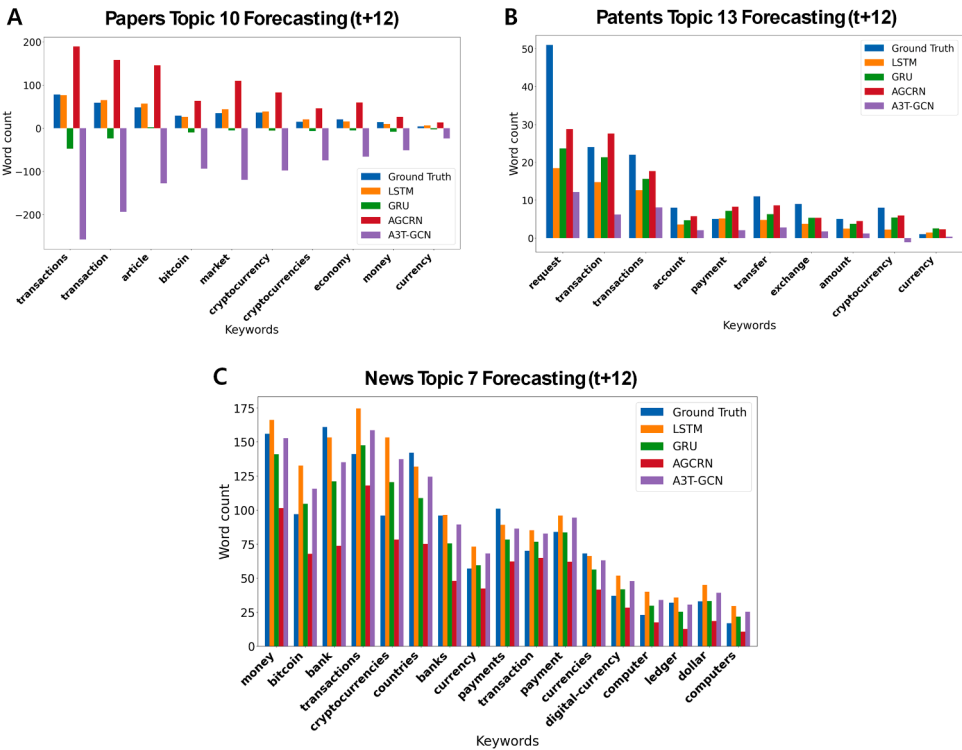 A
Papers Topic 10 Forecasting (t+12)
200
100
0
−100
−200
Word count
Ground Truth
LSTM
GRU
AGCRN
A3T-GCN
transactions
transaction
article
bitcoin
market
cryptocurrency
cryptocurrencies
economy
money
currency
Keywords
B
Patents Topic 13 Forecasting (t+12)
50
40
30
20
10
0
Word count
Ground Truth
LSTM
GRU
AGCRN
A3T-GCN
request
transaction
transactions
account
payment
transfer
exchange
amount
cryptocurrency
currency
Keywords
C
News Topic 7 Forecasting (t+12)
175
150
125
100
75
50
25
0
Word count
Ground Truth
LSTM
GRU
AGCRN
A3T-GCN
money
bitcoin
bank
transactions
cryptocurrencies
countries
banks
currency
payments
transaction
payment
currencies
digital-currency
computer
ledger
dollar
computers
Keywords